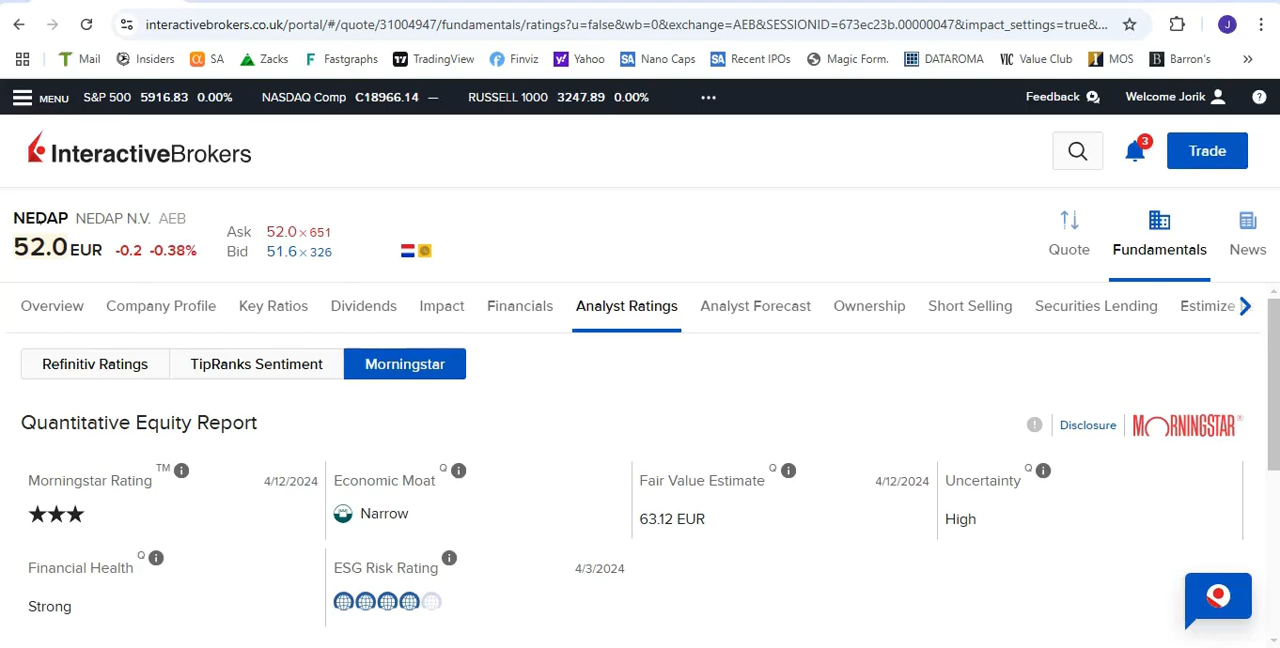 interactivebrokers.co.uk/portal/#/quote/31004947/fundamentals/ratings?u=false&wb=0&exchange=AEB&SESSIONID=673ec23b.00000047&impact_settings=true&... J
Mail Insiders SA Zacks Fastgraphs TradingView Finviz Yahoo Nano Caps Recent IPOs Magic Form. DATAROMA VIC Value Club MOS Barron's »
MENU S&P 500 5916.83 0.00% NASDAQ Comp C18966.14 — RUSSELL 1000 3247.89 0.00% ••• Feedback Welcome Jorik ?
InteractiveBrokers 3 Trade
NEDAP NEDAP N.V. AEB
52.0 EUR -0.2 -0.38%
Ask 52.0 × 651
Bid 51.6 × 326
Quote Fundamentals News
Overview Company Profile Key Ratios Dividends Impact Financials Analyst Ratings Analyst Forecast Ownership Short Selling Securities Lending Estimize
Refinitiv Ratings TipRanks Sentiment Morningstar
Quantitative Equity Report ! Disclosure MORNINGSTAR®
Morningstar Rating TM i 4/12/2024 Economic Moat Q i Fair Value Estimate Q i 4/12/2024 Uncertainty Q i
★★★ Narrow 63.12 EUR High
Financial Health Q i ESG Risk Rating i 4/3/2024
Strong